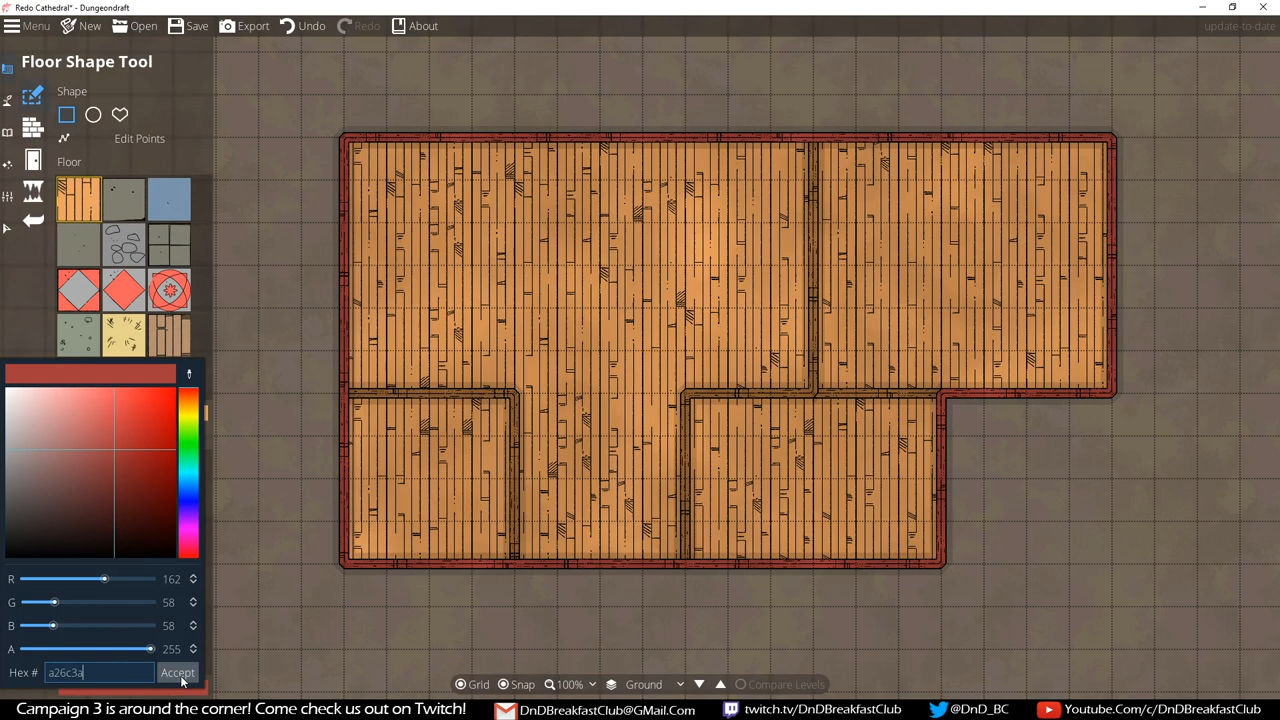 Redo Cathedral* - Dungeondraft
Menu New Open Save Export Undo Redo About update-to-date
Floor Shape Tool
Shape
Edit Points
Floor
R 162
G 58
B 58
A 255
Hex # a26c3a Accept
Grid Snap 100% Ground Compare Levels
Campaign 3 is around the corner! Come check us out on Twitch! DnDBreakfastClub@GMail.Com twitch.tv/DnDBreakfastClub @DnD_BC Youtube.Com/c/DnDBreakfastClub